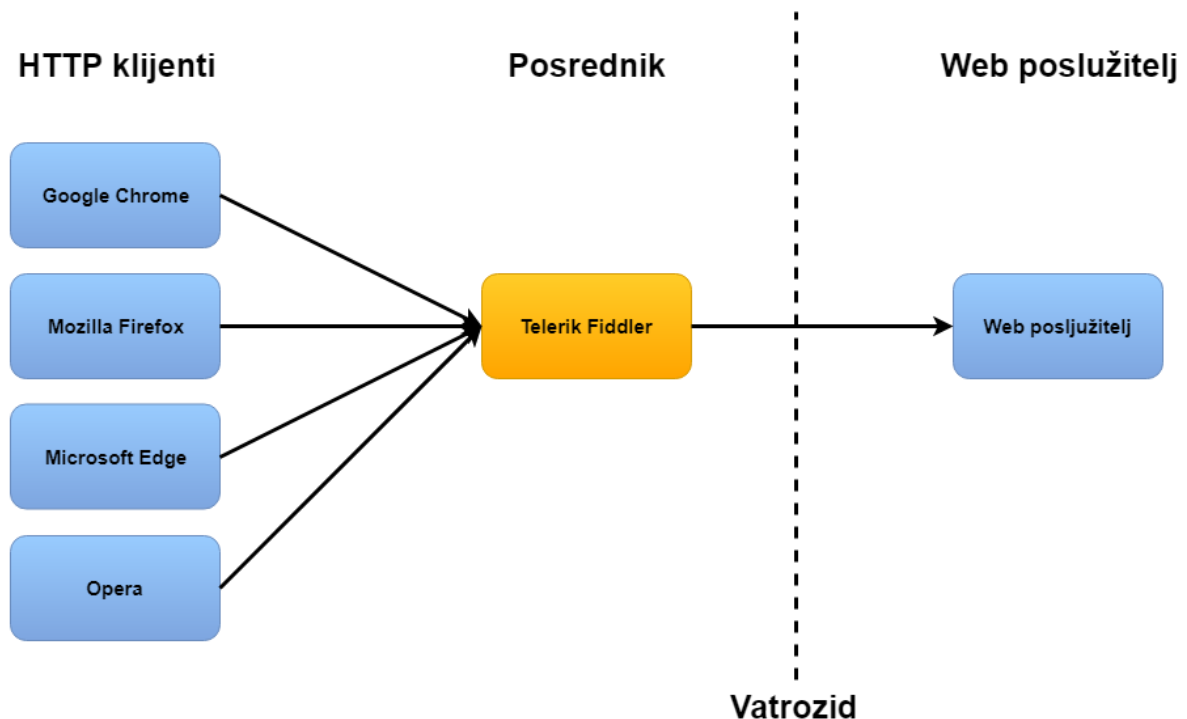 HTTP klijenti
Posrednik
Web poslužitelj
Google Chrome
Mozilla Firefox
Telerik Fiddler
Web posljužitelj
Microsoft Edge
Opera
Vatrozid